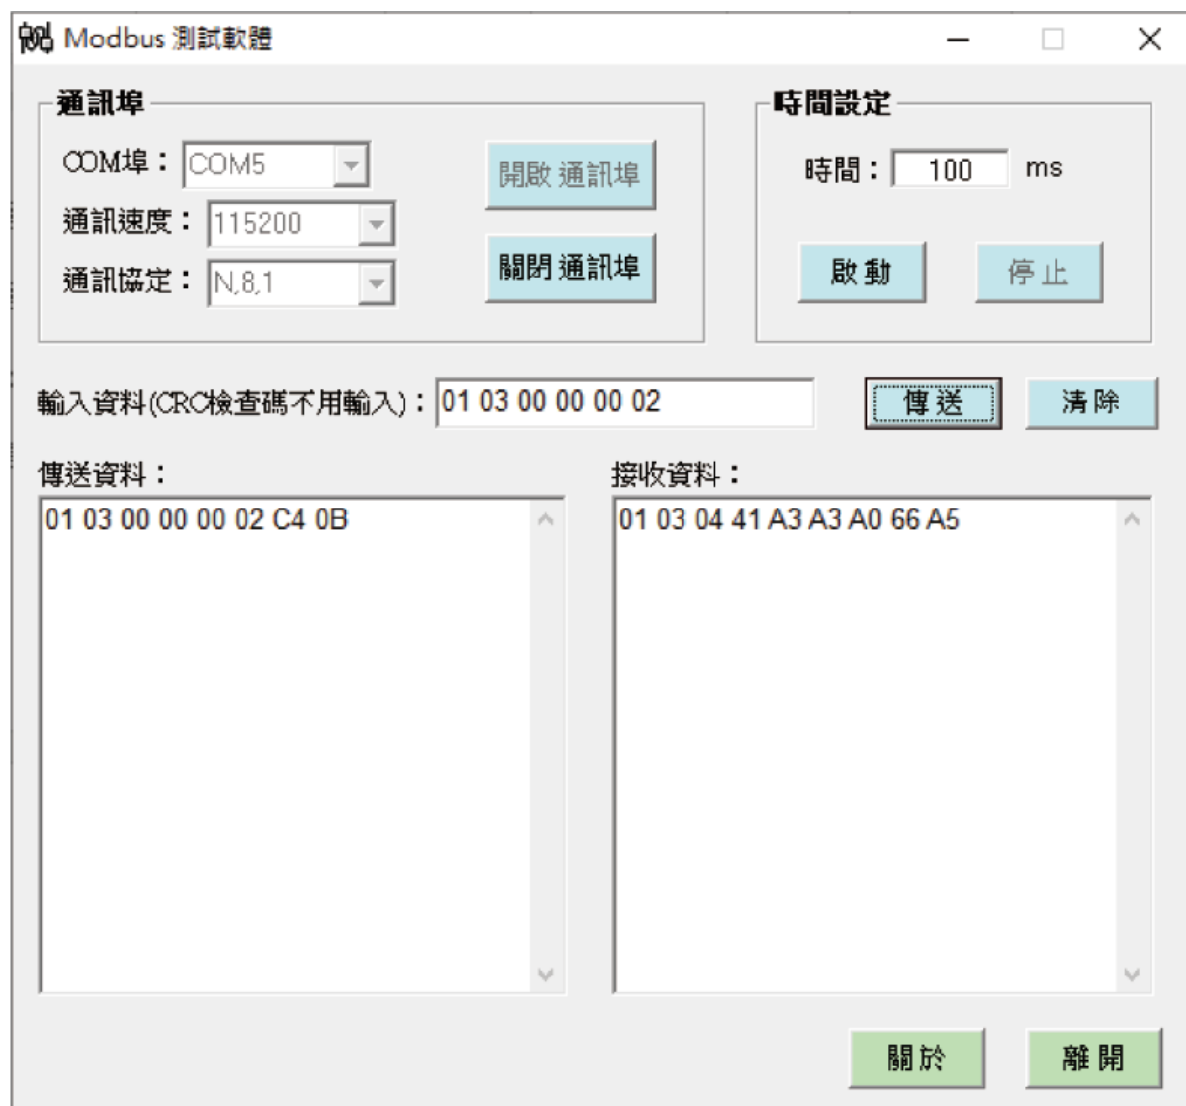 Modbus 測試軟體
通訊埠
COM埠：COM5
開啟 通訊埠
通訊速度：115200
關閉 通訊埠
通訊協定：N,8,1
時間設定
時間：100 ms
啟 動
停 止
輸入資料(CRC檢查碼不用輸入)：01 03 00 00 00 02
傳 送
清 除
傳送資料：
01 03 00 00 00 02 C4 0B
接收資料：
01 03 04 41 A3 A3 A0 66 A5
關 於
離 開